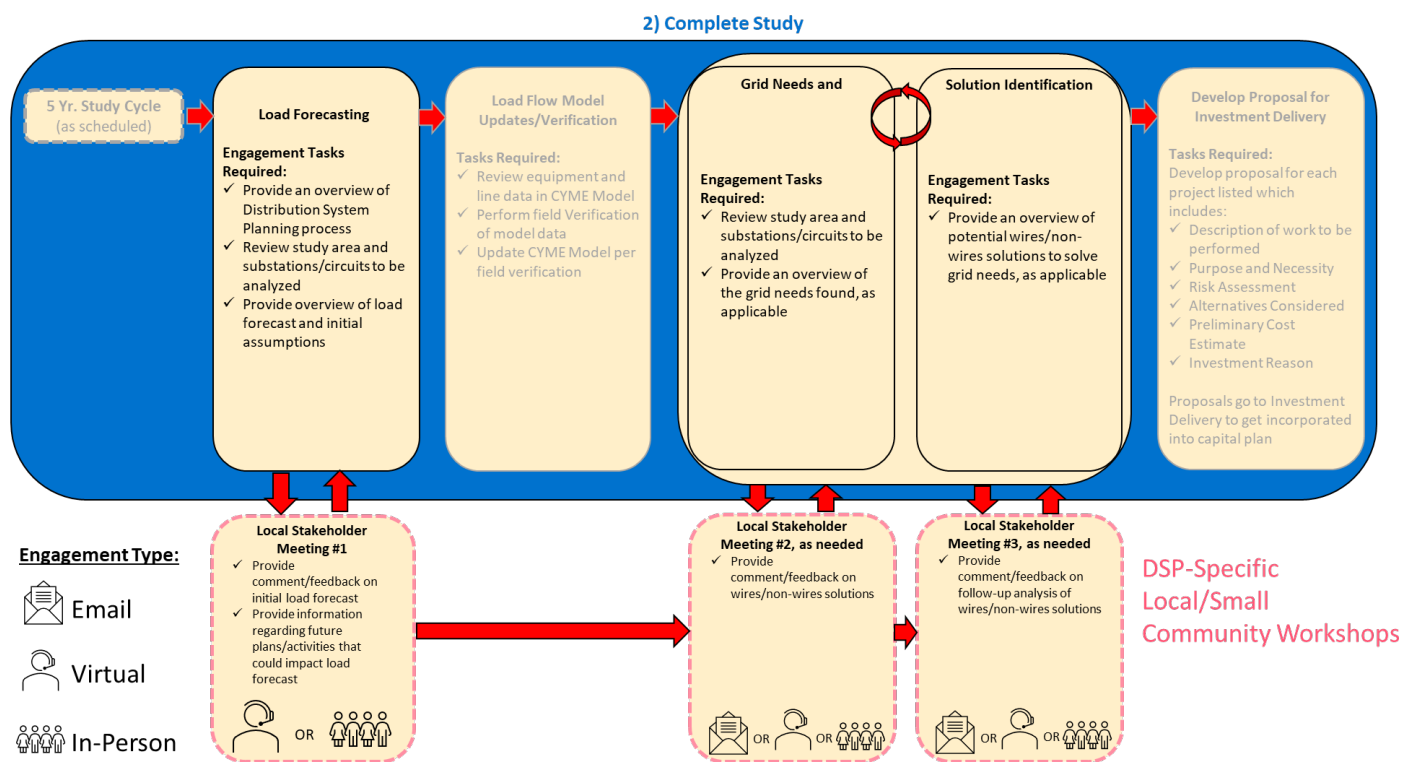 2) Complete Study
5 Yr. Study Cycle
(as scheduled)
Load Forecasting
Engagement Tasks
Required:
✓ Provide an overview of
Distribution System
Planning process
✓ Review study area and
substations/circuits to be
analyzed
✓ Provide overview of load
forecast and initial
assumptions
Load Flow Model
Updates/Verification
Tasks Required:
✓ Review equipment and
line data in CYME Model
✓ Perform field Verification
of model data
✓ Update CYME Model per
field verification
Grid Needs and
Engagement Tasks
Required:
✓ Review study area and
substations/circuits to be
analyzed
✓ Provide an overview of
the grid needs found, as
applicable
Solution Identification
Engagement Tasks
Required:
✓ Provide an overview of
potential wires/non-
wires solutions to solve
grid needs, as applicable
Develop Proposal for
Investment Delivery
Tasks Required:
Develop proposal for each
project listed which
includes:
✓ Description of work to be
performed
✓ Purpose and Necessity
✓ Risk Assessment
✓ Alternatives Considered
✓ Preliminary Cost
Estimate
✓ Investment Reason
Proposals go to Investment
Delivery to get incorporated
into capital plan
Engagement Type:
Email
Virtual
In-Person
Local Stakeholder
Meeting #1
✓ Provide
comment/feedback on
initial load forecast
✓ Provide information
regarding future
plans/activities that
could impact load
forecast
OR
Local Stakeholder
Meeting #2, as needed
✓ Provide
comment/feedback on
wires/non-wires solutions
OR OR
Local Stakeholder
Meeting #3, as needed
✓ Provide
comment/feedback on
follow-up analysis of
wires/non-wires solutions
OR OR
DSP-Specific
Local/Small
Community Workshops